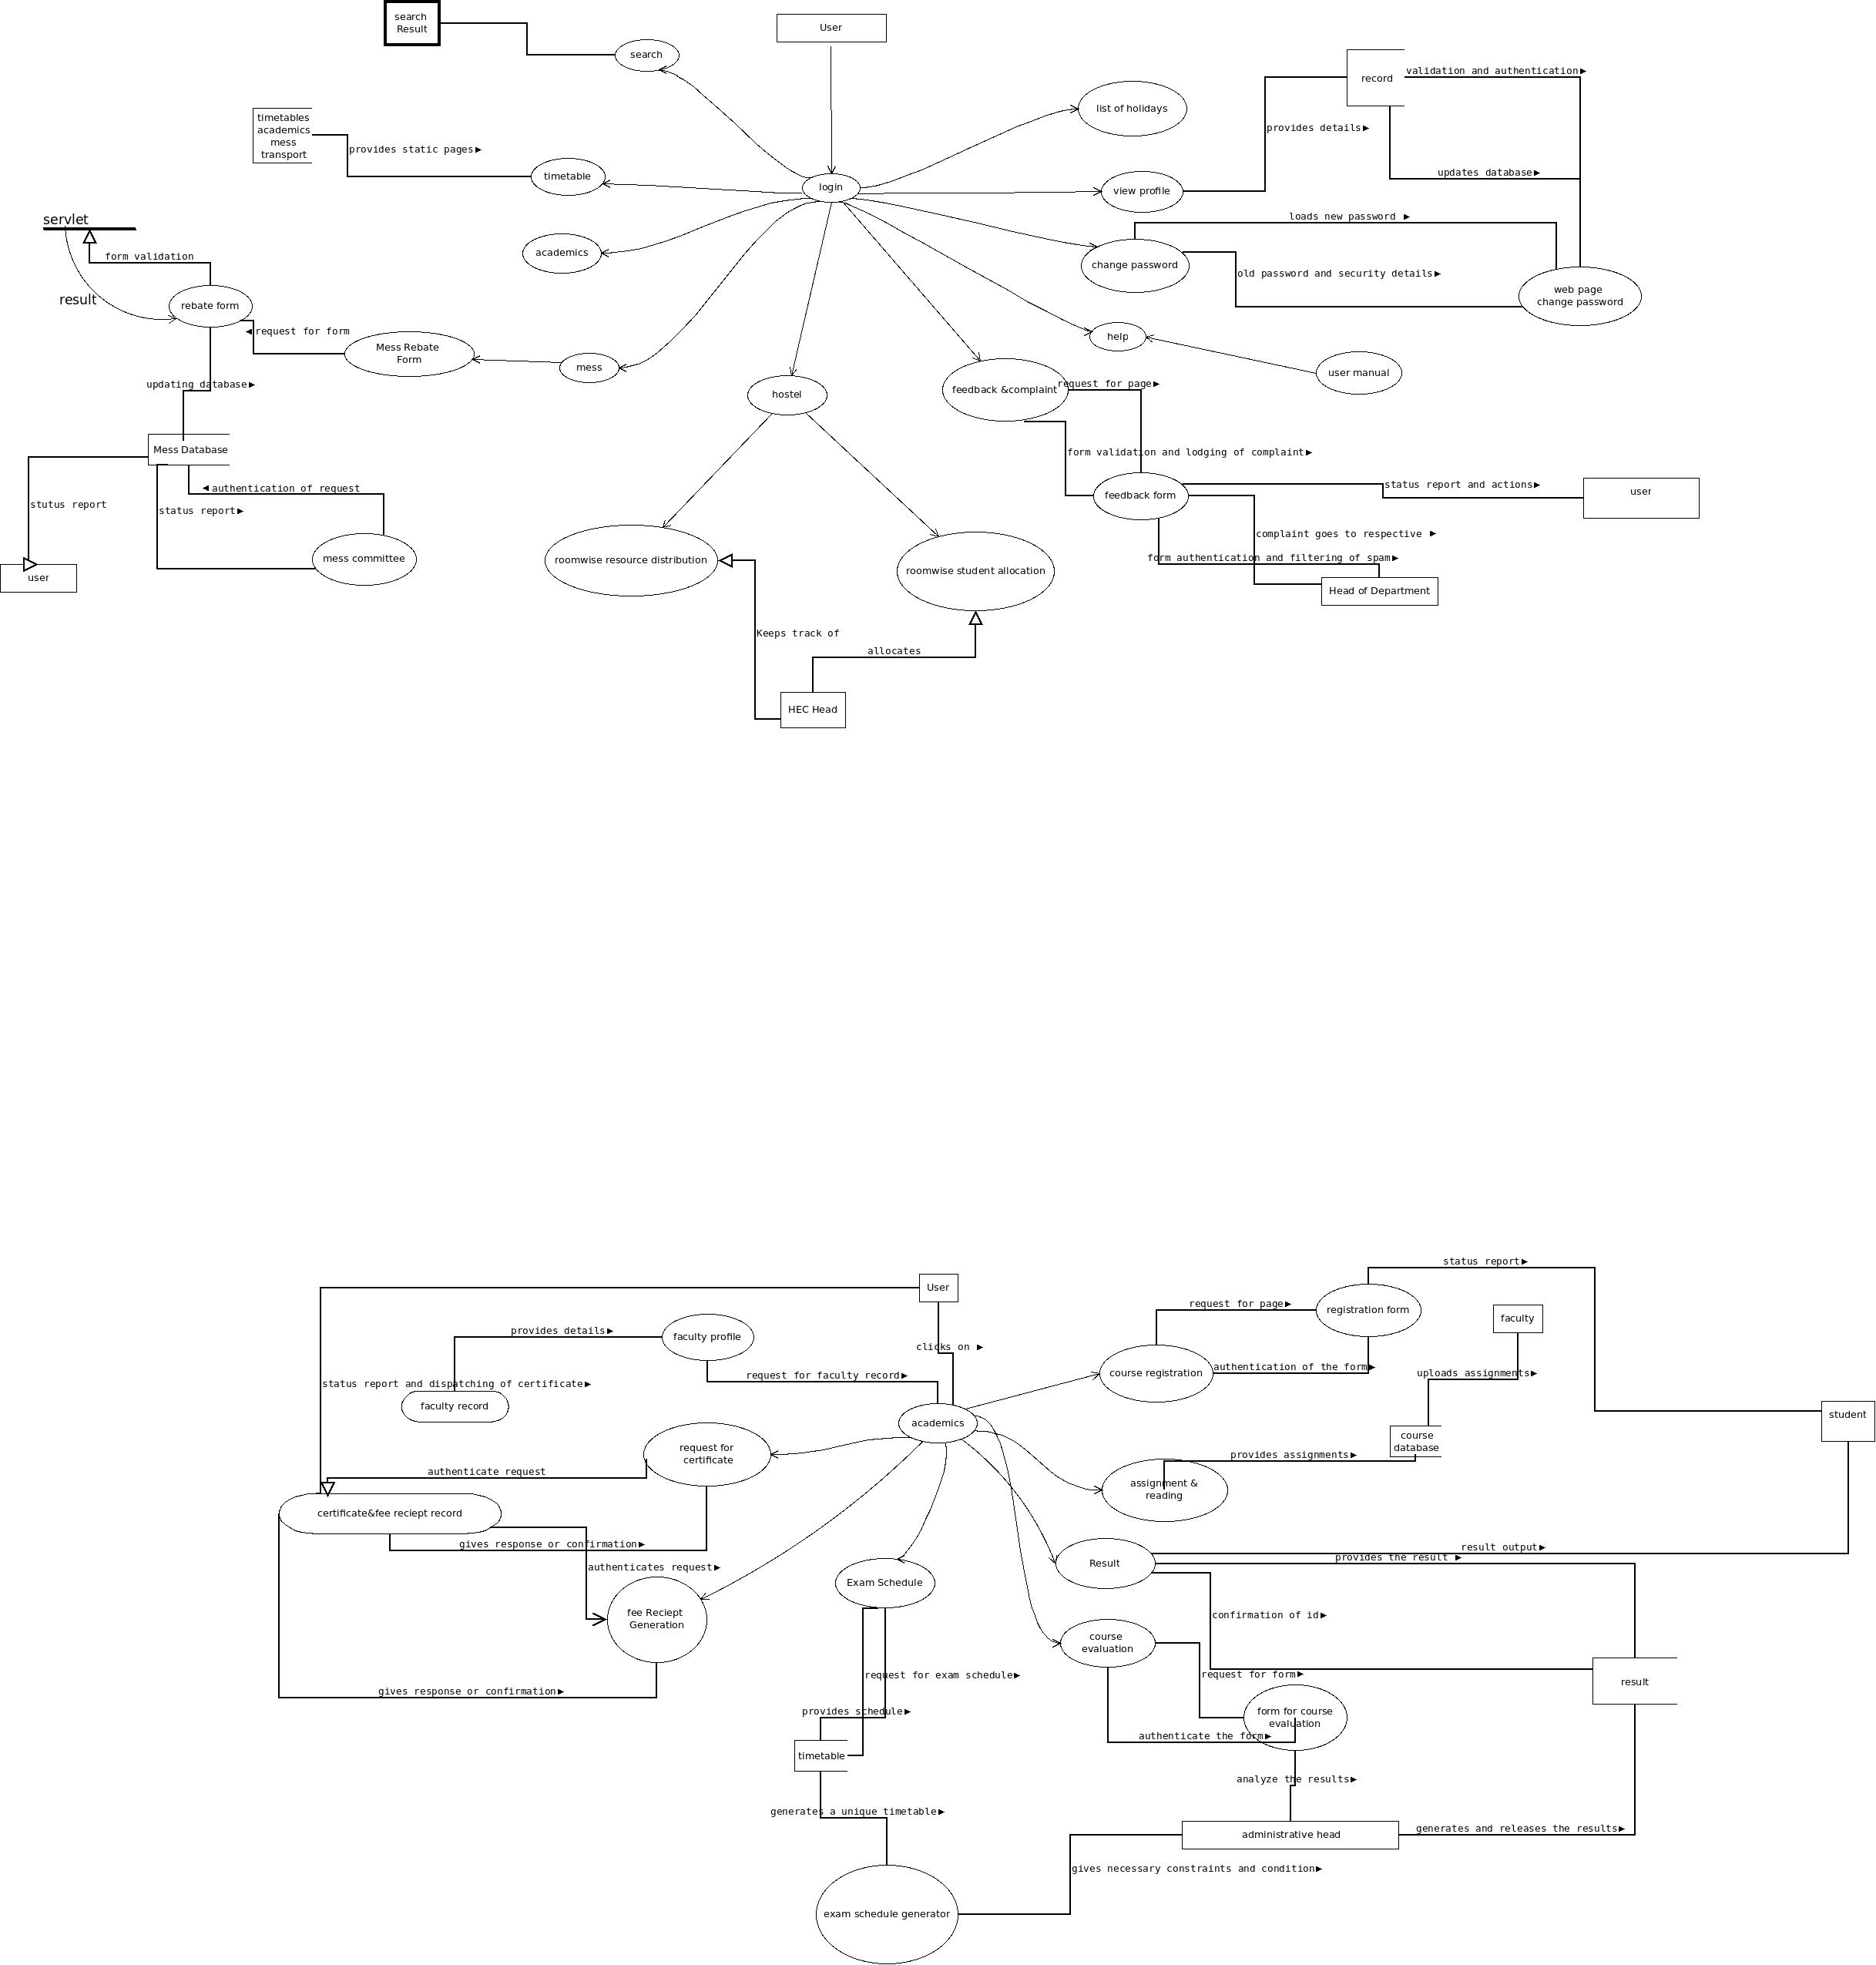 search
Result
User
search
record
validation and authentication
list of holidays
timetables
academics
mess
transport
provides details
provides static pages
timetable
login
view profile
updates database
servlet
loads new password
form validation
academics
change password
old password and security details
result
rebate form
web page
change password
request for form
Mess Rebate
Form
help
mess
user manual
updating database
hostel
feedback &complaint
request for page
Mess Database
form validation and lodging of complaint
authentication of request
status report and actions
user
stutus report
status report
feedback form
complaint goes to respective
mess committee
roomwise resource distribution
form authentication and filtering of spam
user
roomwise student allocation
Head of Department
Keeps track of
allocates
HEC Head
status report
User
request for page
registration form
faculty
provides details
faculty profile
clicks on
request for faculty record
course registration
authentication of the form
uploads assignments
status report and dispatching of certificate
faculty record
academics
student
request for
certificate
course
database
provides assignments
authenticate request
assignment &
reading
certificate&fee reciept record
gives response or confirmation
result output
provides the result
authenticates request
Result
Exam Schedule
fee Reciept
Generation
confirmation of id
course
evaluation
request for exam schedule
request for form
result
gives response or confirmation
provides schedule
form for course
evaluation
authenticate the form
timetable
analyze the results
generates a unique timetable
administrative head
generates and releases the results
gives necessary constraints and condition
exam schedule generator